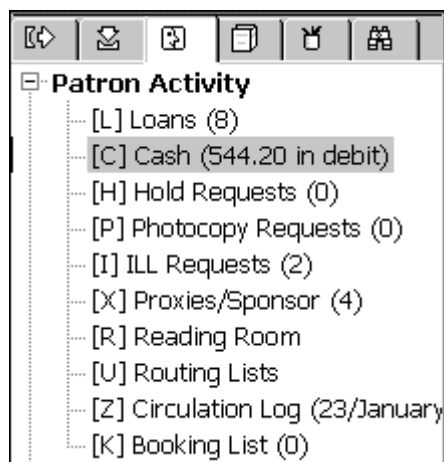 Patron Activity
[L] Loans (8)
[C] Cash (544.20 in debit)
[H] Hold Requests (0)
[P] Photocopy Requests (0)
[I] ILL Requests (2)
[X] Proxies/Sponsor (4)
[R] Reading Room
[U] Routing Lists
[Z] Circulation Log (23/January
[K] Booking List (0)